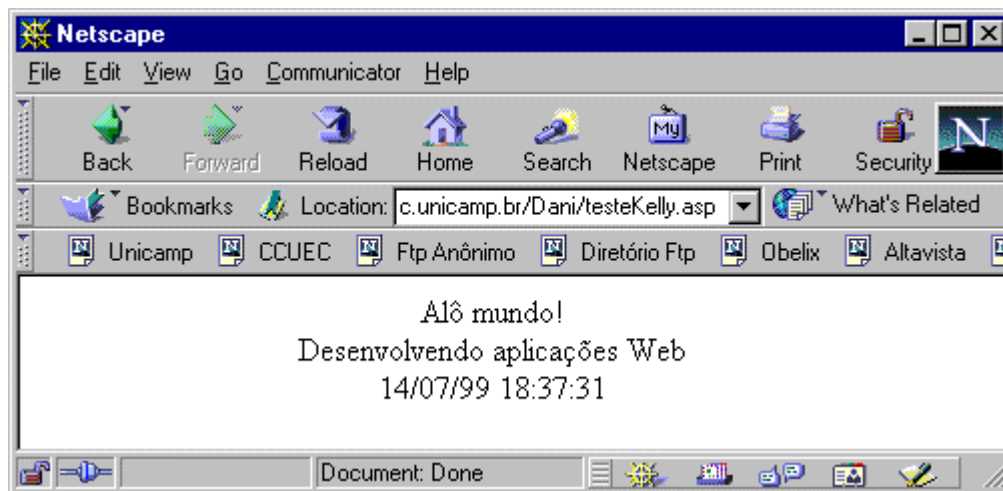 Netscape
File Edit View Go Communicator Help
Back Forward Reload Home Search Netscape Print Security N
My
Bookmarks Location: c.unicamp.br/Dani/testeKelly.asp What's Related
Unicamp CCUEC Ftp Anônimo Diretório Ftp Obelix Altavista
Alô mundo!
Desenvolvendo aplicações Web
14/07/99 18:37:31
Document: Done